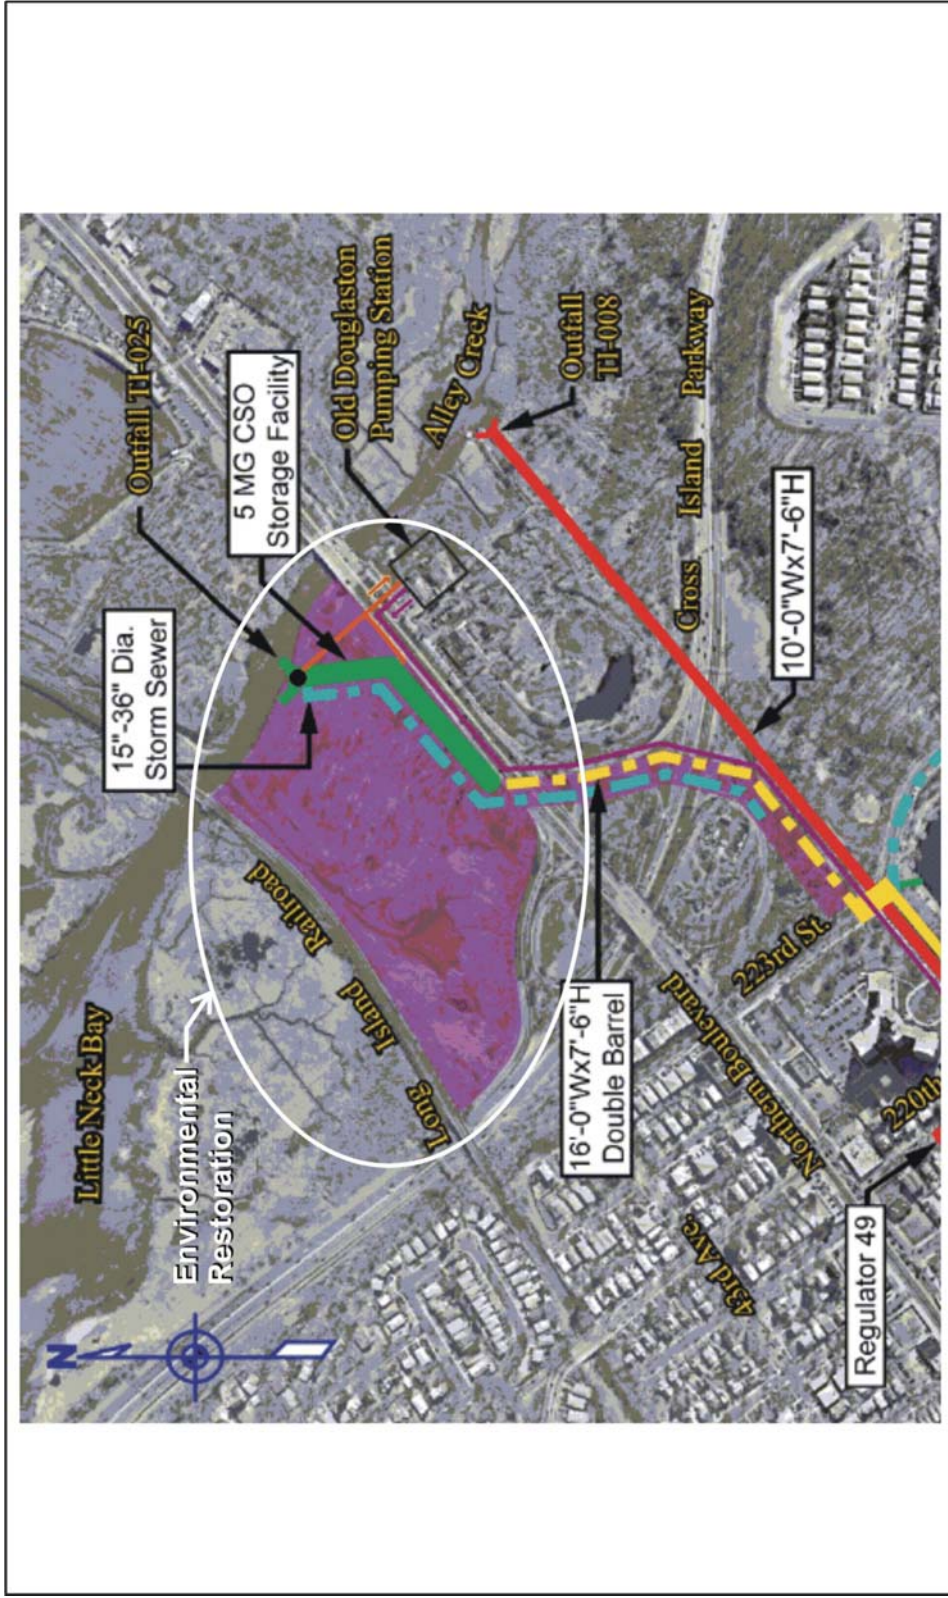 N
Little Neck Bay
Environmental
Restoration
15"-36" Dia.
Storm Sewer
Outfall TI-025
5 MG CSO
Storage Facility
Old Douglaston
Pumping Station
Alley Creek
Outfall
TI-008
Long Island Railroad
Cross Island Parkway
10'-0"Wx7'-6"H
16'-0"Wx7'-6"H
Double Barrel
223rd St.
Northern Boulevard
43rd Ave.
220th
Regulator 49